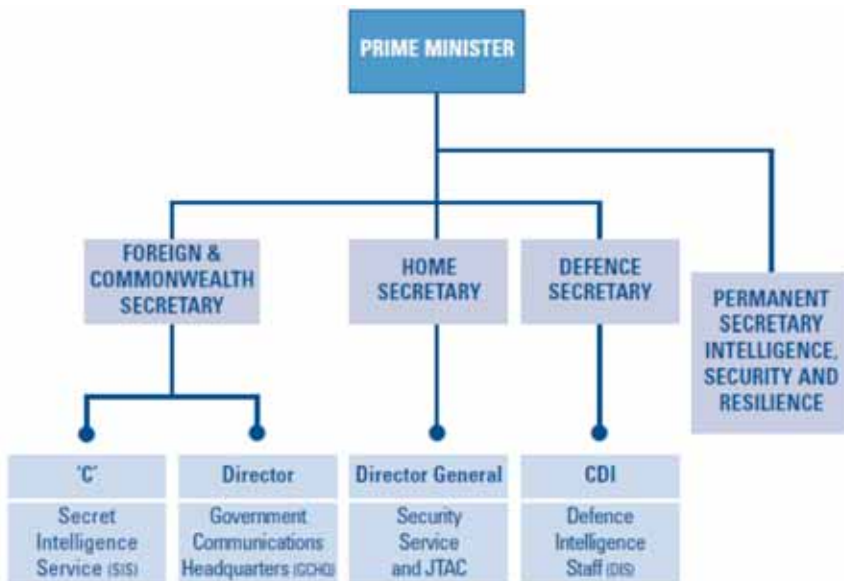 PRIME MINISTER
FOREIGN &
COMMONWEALTH
SECRETARY
HOME
SECRETARY
DEFENCE
SECRETARY
PERMANENT
SECRETARY
INTELLIGENCE,
SECURITY AND
RESILIENCE
'C'
Secret
Intelligence
Service (SIS)
Director
Government
Communications
Headquarters (GCHQ)
Director General
Security
Service
and JTAC
CDI
Defence
Intelligence
Staff (DIS)